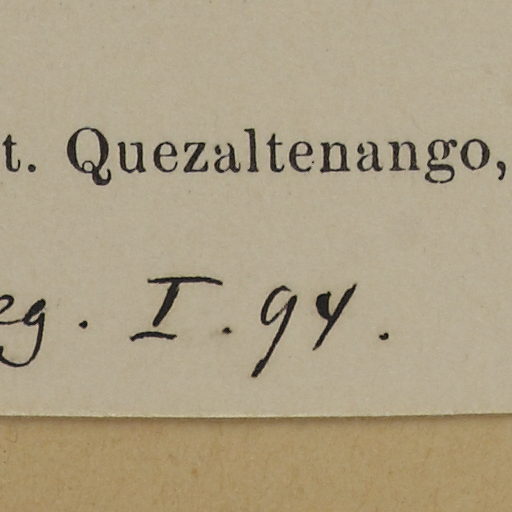 t. Quezaltenango,
eg. I. 94.